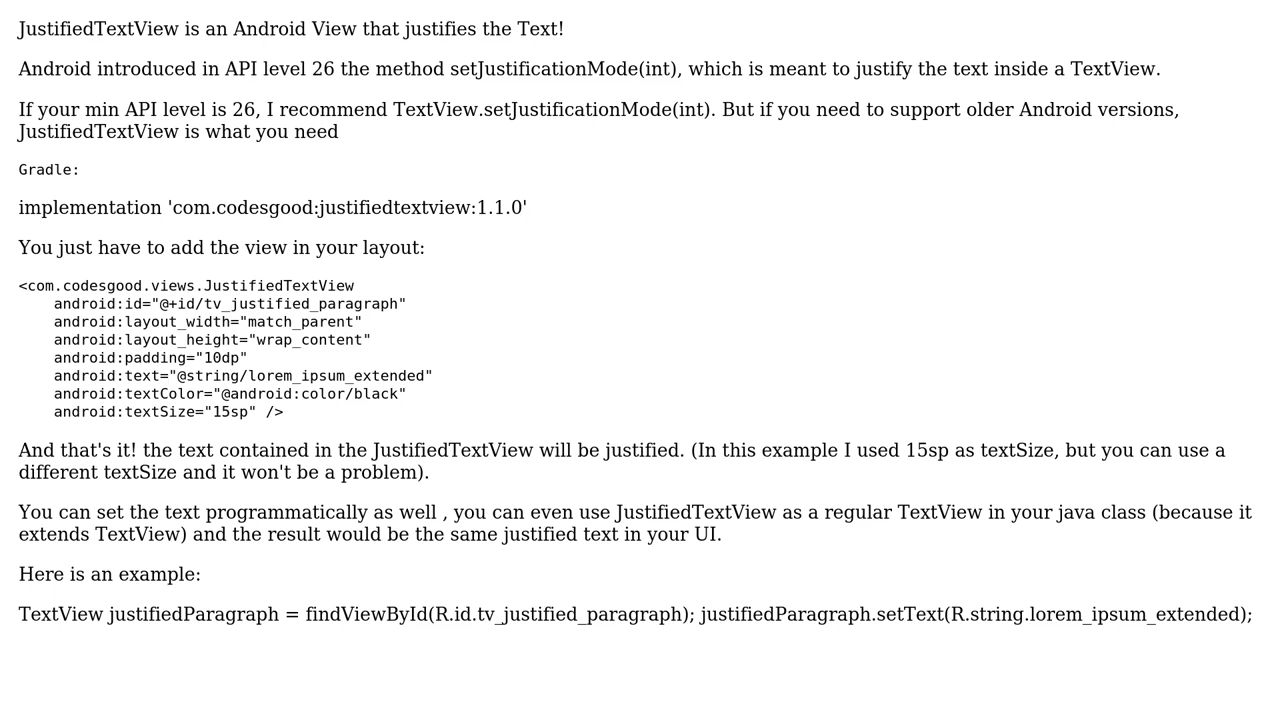 JustifiedTextView is an Android View that justifies the Text!
Android introduced in API level 26 the method setJustificationMode(int), which is meant to justify the text inside a TextView.
If your min API level is 26, I recommend TextView.setJustificationMode(int). But if you need to support older Android versions,
JustifiedTextView is what you need
Gradle:
implementation 'com.codesgood:justifiedtextview:1.1.0'
You just have to add the view in your layout:
<com.codesgood.views.JustifiedTextView
    android:id="@+id/tv_justified_paragraph"
    android:layout_width="match_parent"
    android:layout_height="wrap_content"
    android:padding="10dp"
    android:text="@string/lorem_ipsum_extended"
    android:textColor="@android:color/black"
    android:textSize="15sp" />
And that's it! the text contained in the JustifiedTextView will be justified. (In this example I used 15sp as textSize, but you can use a
different textSize and it won't be a problem).
You can set the text programmatically as well , you can even use JustifiedTextView as a regular TextView in your java class (because it
extends TextView) and the result would be the same justified text in your UI.
Here is an example:
TextView justifiedParagraph = findViewById(R.id.tv_justified_paragraph); justifiedParagraph.setText(R.string.lorem_ipsum_extended);